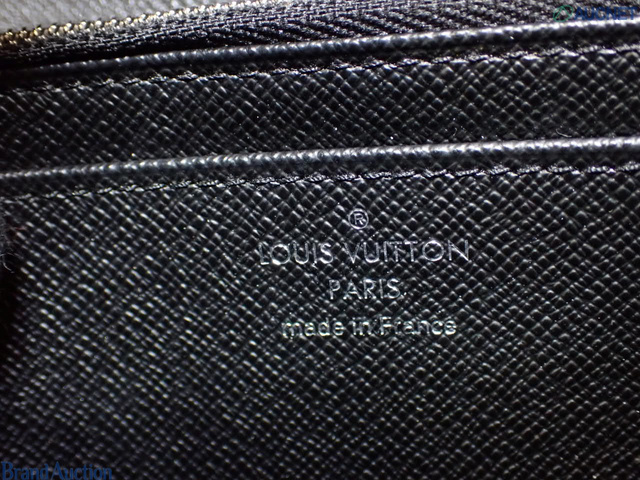 ®
LOUIS VUITTON
PARIS
made in France
Brand Auction